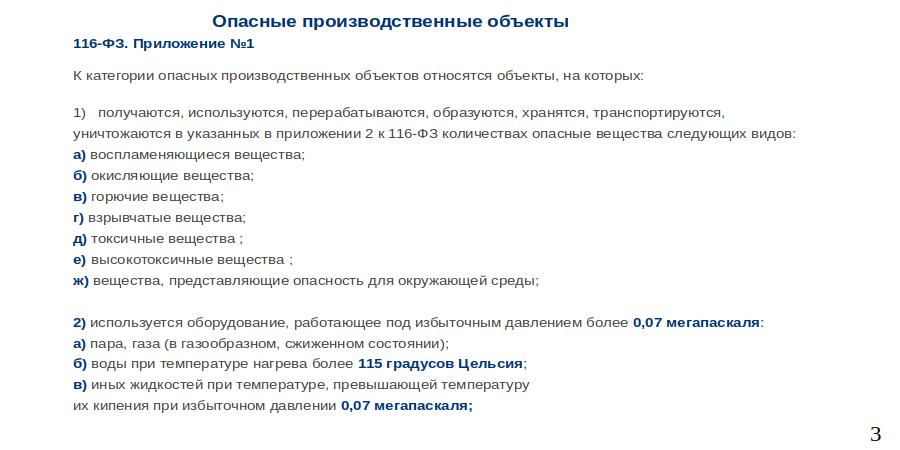 Опасные производственные объекты
116-ФЗ. Приложение №1
К категории опасных производственных объектов относятся объекты, на которых:
1) получаются, используются, перерабатываются, образуются, хранятся, транспортируются,
уничтожаются в указанных в приложении 2 к 116-ФЗ количествах опасные вещества следующих видов:
а) воспламеняющиеся вещества;
б) окисляющие вещества;
в) горючие вещества;
г) взрывчатые вещества;
д) токсичные вещества ;
е) высокотоксичные вещества ;
ж) вещества, представляющие опасность для окружающей среды;
2) используется оборудование, работающее под избыточным давлением более 0,07 мегапаскаля:
а) пара, газа (в газообразном, сжиженном состоянии);
б) воды при температуре нагрева более 115 градусов Цельсия;
в) иных жидкостей при температуре, превышающей температуру
их кипения при избыточном давлении 0,07 мегапаскаля;
3